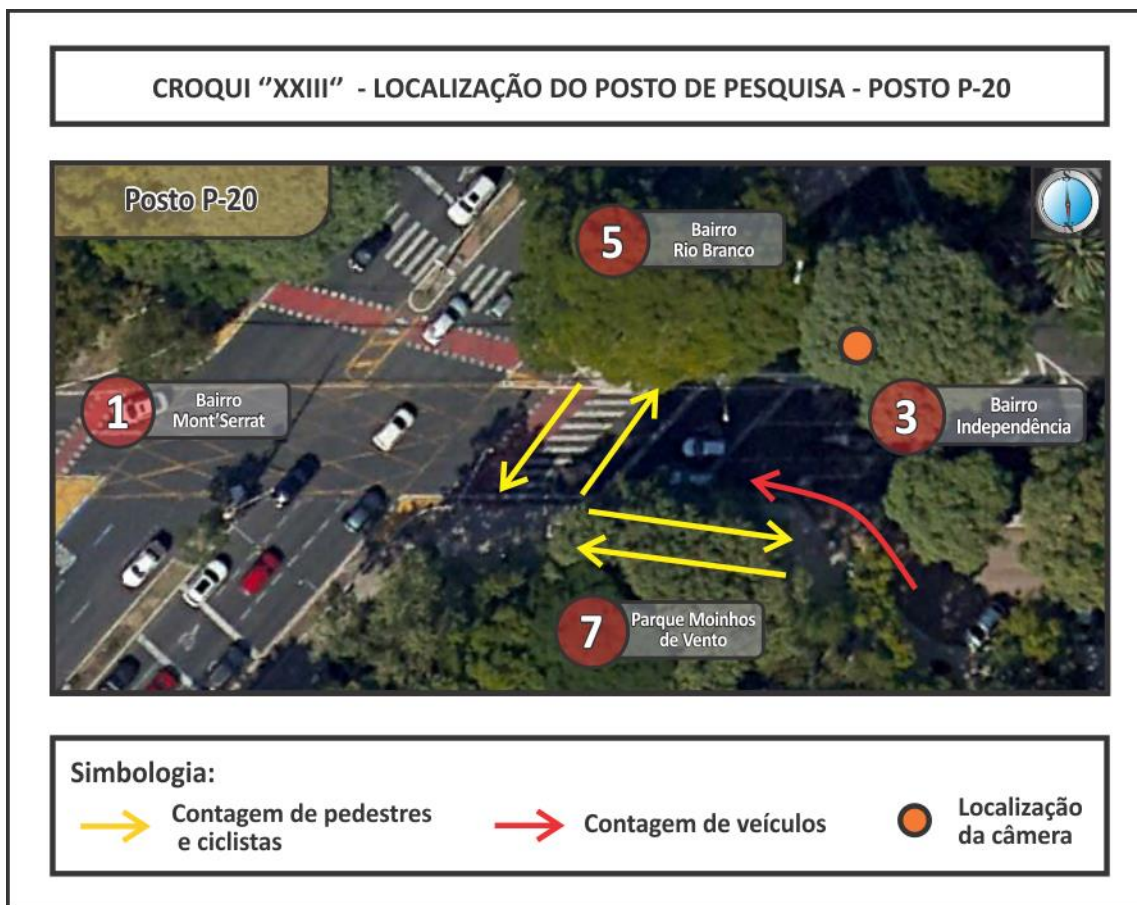 CROQUI ‘’XXIII‘’ - LOCALIZAÇÃO DO POSTO DE PESQUISA - POSTO P-20
Posto P-20
S
5
Bairro
Rio Branco
1
Bairro
Mont'Serrat
3
Bairro
Independência
7
Parque Moinhos
de Vento
Simbologia:
Contagem de pedestres
e ciclistas
Contagem de veículos
Localização
da câmera